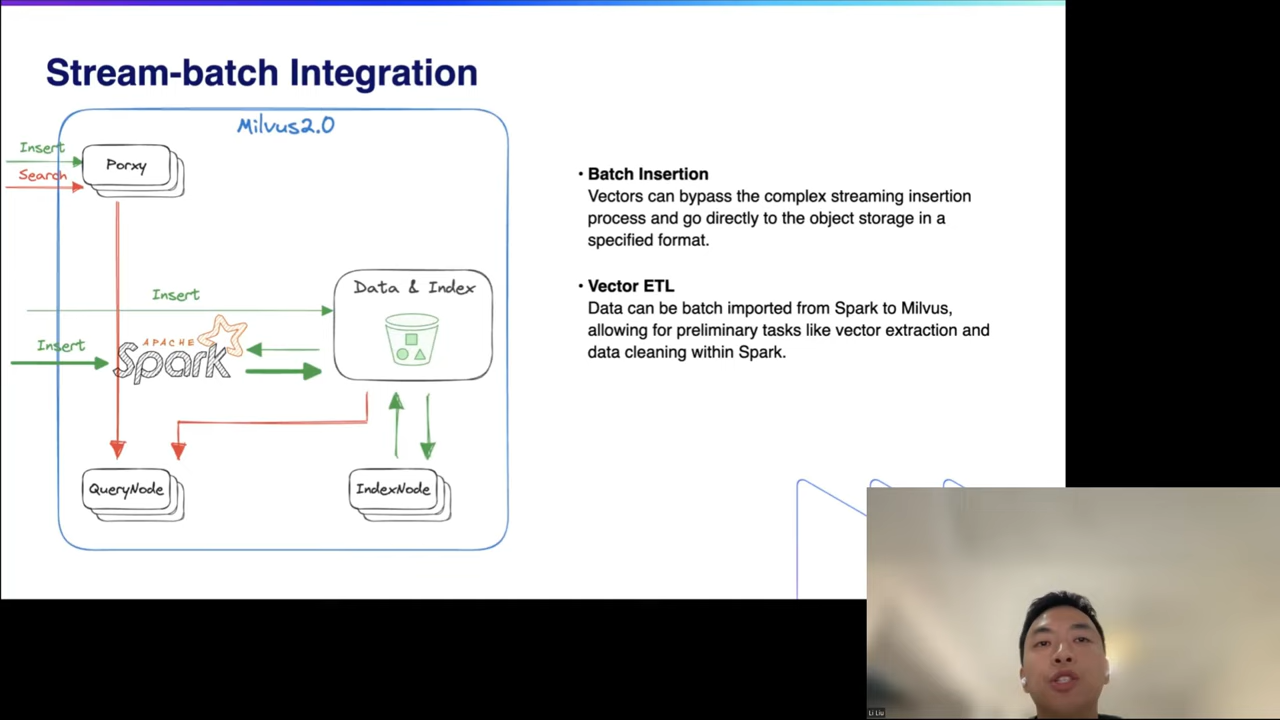 Stream-batch Integration
Milvus2.0
Insert
Search
Porxy
Insert
Data & Index
Insert
APACHE
Spark
QueryNode
IndexNode
• Batch Insertion
Vectors can bypass the complex streaming insertion
process and go directly to the object storage in a
specified format.
• Vector ETL
Data can be batch imported from Spark to Milvus,
allowing for preliminary tasks like vector extraction and
data cleaning within Spark.
Li Liu